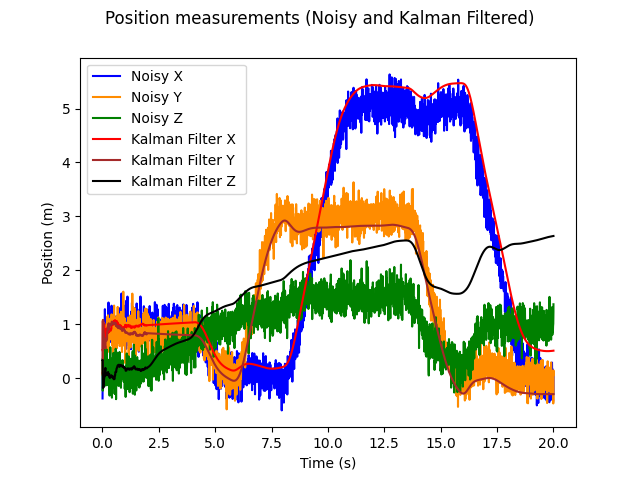 Position measurements (Noisy and Kalman Filtered)
Noisy X
Noisy Y
Noisy Z
Kalman Filter X
Kalman Filter Y
Kalman Filter Z
Position (m)
5
4
3
2
1
0
0.0 2.5 5.0 7.5 10.0 12.5 15.0 17.5 20.0
Time (s)